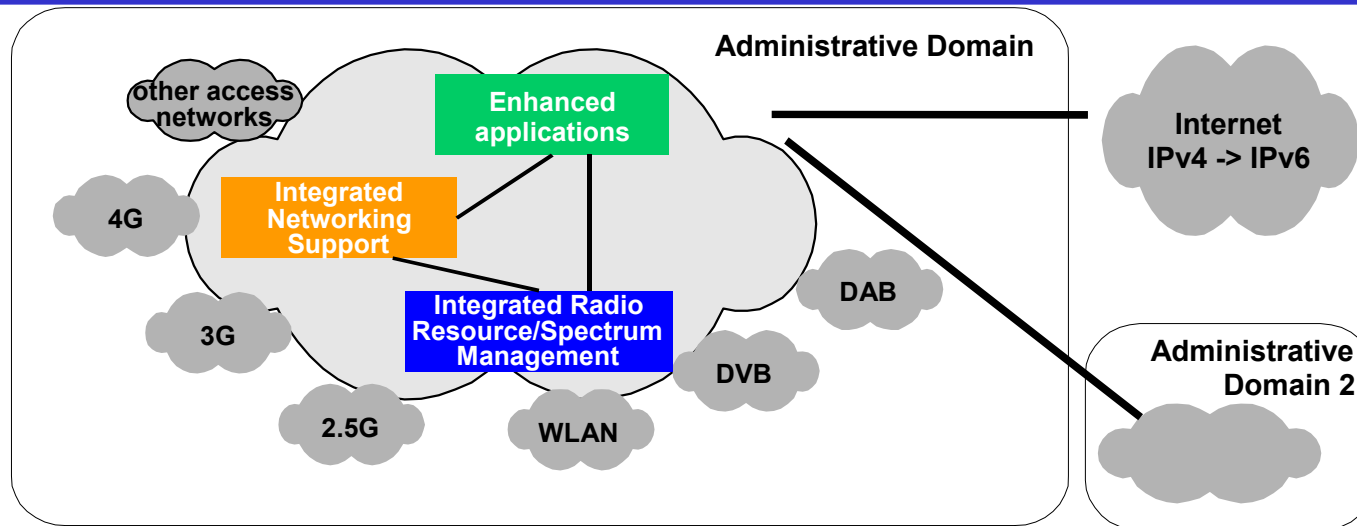 Administrative Domain
other access
networks
Enhanced
applications
Internet
IPv4 -> IPv6
Integrated
Networking
Support
4G
DAB
Integrated Radio
Resource/Spectrum
Management
3G
DVB
Administrative
Domain 2
2.5G
WLAN